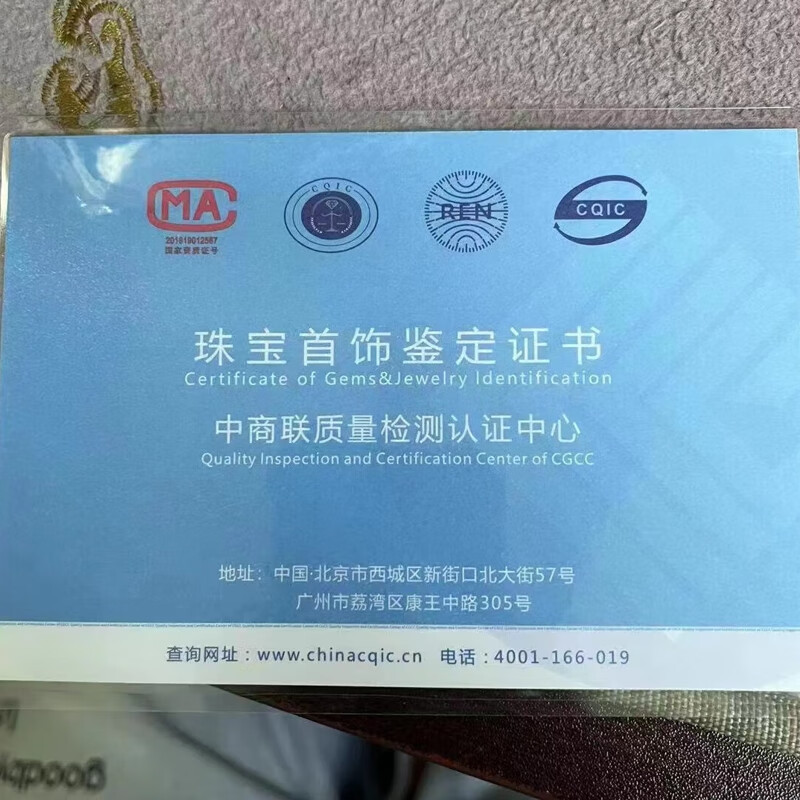 CMA
201619012567
国家资质证号
CQIC
REN
CQIC
珠宝首饰鉴定证书
Certificate of Gems&Jewelry Identification
中商联质量检测认证中心
Quality Inspection and Certification Center of CGCC
地址：中国·北京市西城区新街口北大街57号
广州市荔湾区康王中路305号
查询网址：www.chinacqic.cn 电话：4001-166-019